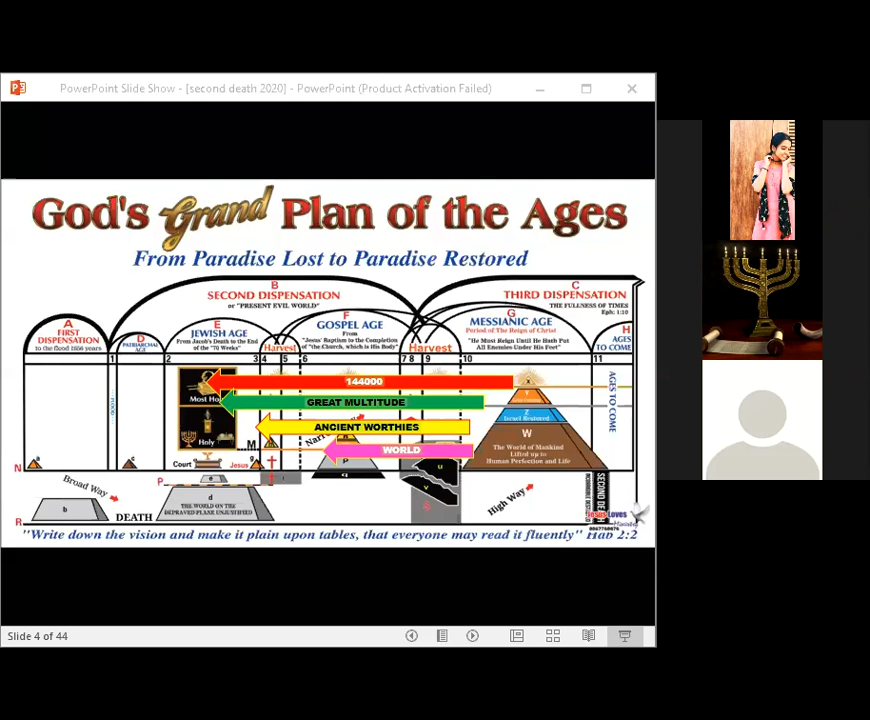 PowerPoint Slide Show - [second death 2020] - PowerPoint (Product Activation Failed)
God's Grand Plan of the Ages
From Paradise Lost to Paradise Restored
B
SECOND DISPENSATION
or "PRESENT EVIL WORLD"
C
THIRD DISPENSATION
THE FULLNESS OF TIMES
Eph: 1:10
A
FIRST
DISPENSATION
to the flood 1656 years
D
PATRIARCHAL
AGE
E
JEWISH AGE
From Jacob's Death to the End
of the "70 Weeks"
Harvest
F
GOSPEL AGE
From
"Jesus' Baptism to the Completion
of "the Church, which is His Body"
Harvest
G
MESSIANIC AGE
Period of The Reign of Christ
"He Must Reign Until He Hath Put
All Enemies Under His Feet"
H
AGES
TO COME
1 2 3 4 5 6 7 8 9 10 11
FLOOD
144000
Most Ho
GREAT MULTITUDE
ANCIENT WORTHIES
Holy
WORLD
Court
Jesus
M
Z
Israel Restored
W
The World of Mankind
Lifted up to
Human Perfection and Life
AGES TO COME
N
a
c
g
P
e
d
THE WORLD ON THE
DEPRAVED PLANE UNJUSTIFIED
Broad Way
b
DEATH
R
u
v
High Way
SECOND DEATH
Jesus Loves
"Write down the vision and make it plain upon tables, that everyone may read it fluently" Hab 2:2
Slide 4 of 44